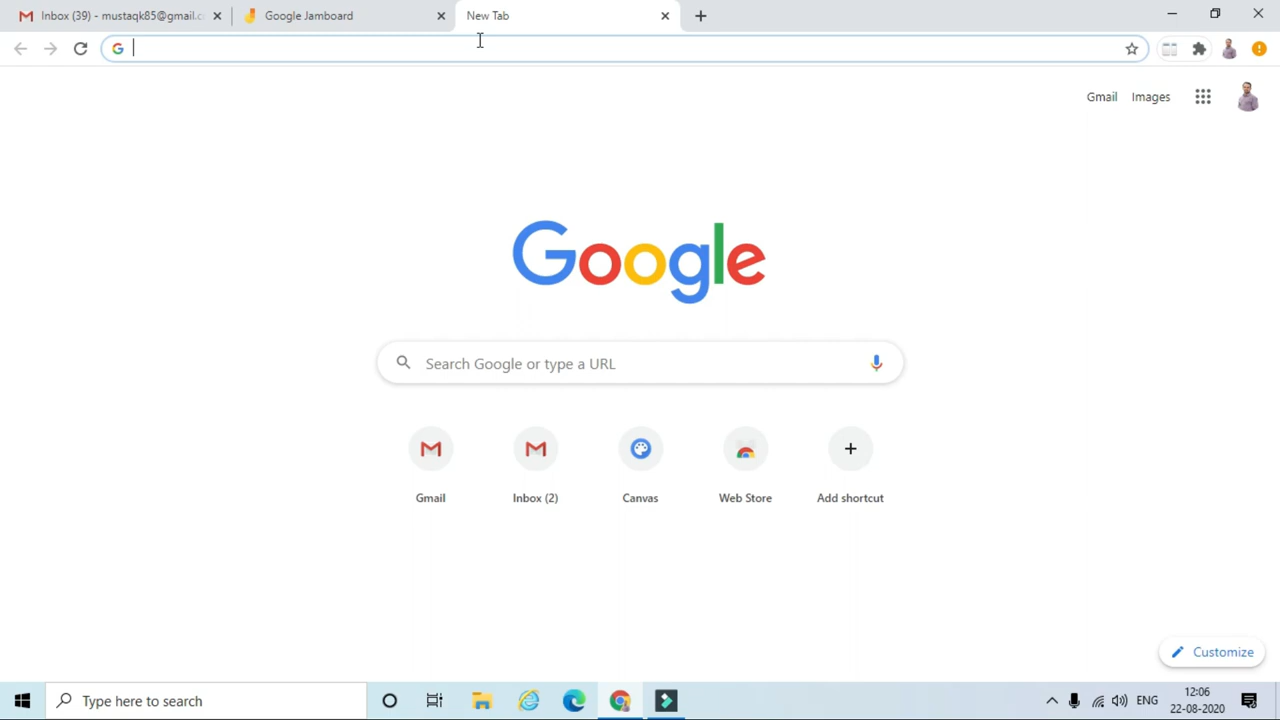 Inbox (39) - mustaqk85@gmail.c
Google Jamboard
New Tab
Gmail
Images
Google
Search Google or type a URL
Gmail
Inbox (2)
Canvas
Web Store
Add shortcut
Customize
Type here to search
ENG
12:06
22-08-2020